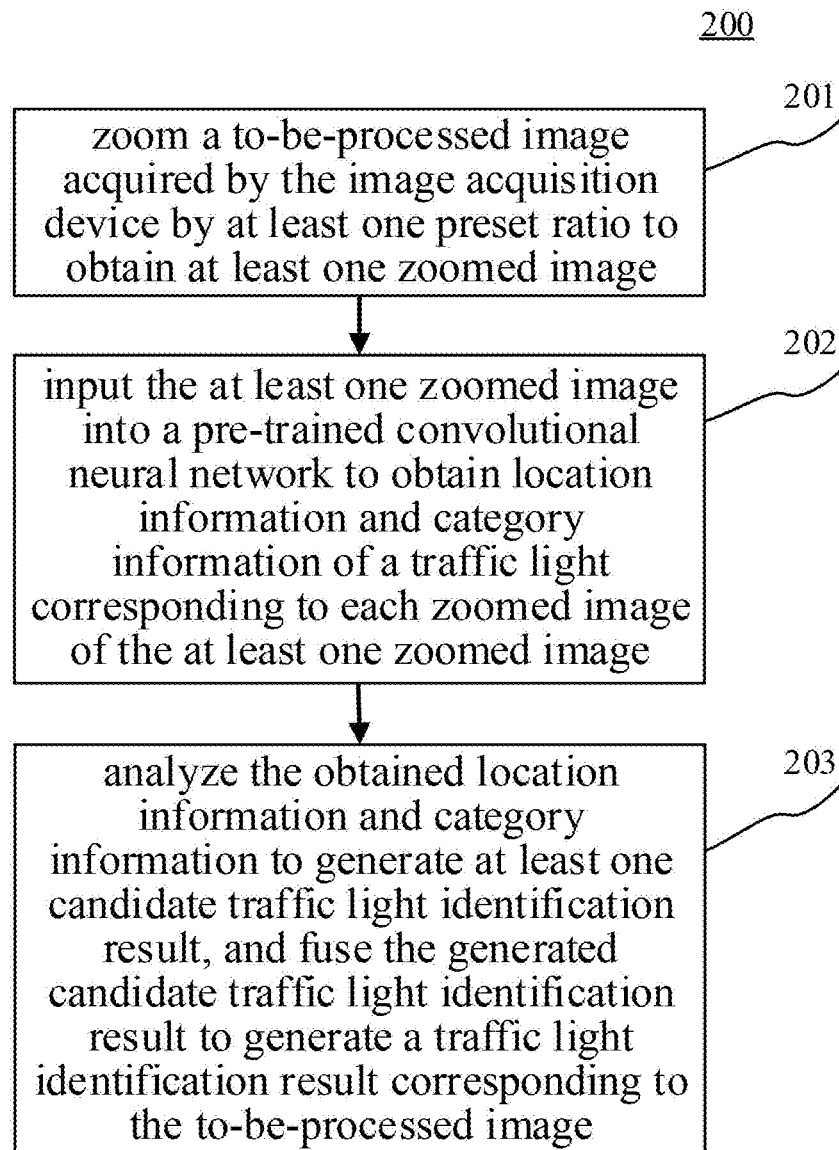 200
201
zoom a to-be-processed image
acquired by the image acquisition
device by at least one preset ratio to
obtain at least one zoomed image
202
input the at least one zoomed image
into a pre-trained convolutional
neural network to obtain location
information and category
information of a traffic light
corresponding to each zoomed image
of the at least one zoomed image
203
analyze the obtained location
information and category
information to generate at least one
candidate traffic light identification
result, and fuse the generated
candidate traffic light identification
result to generate a traffic light
identification result corresponding to
the to-be-processed image